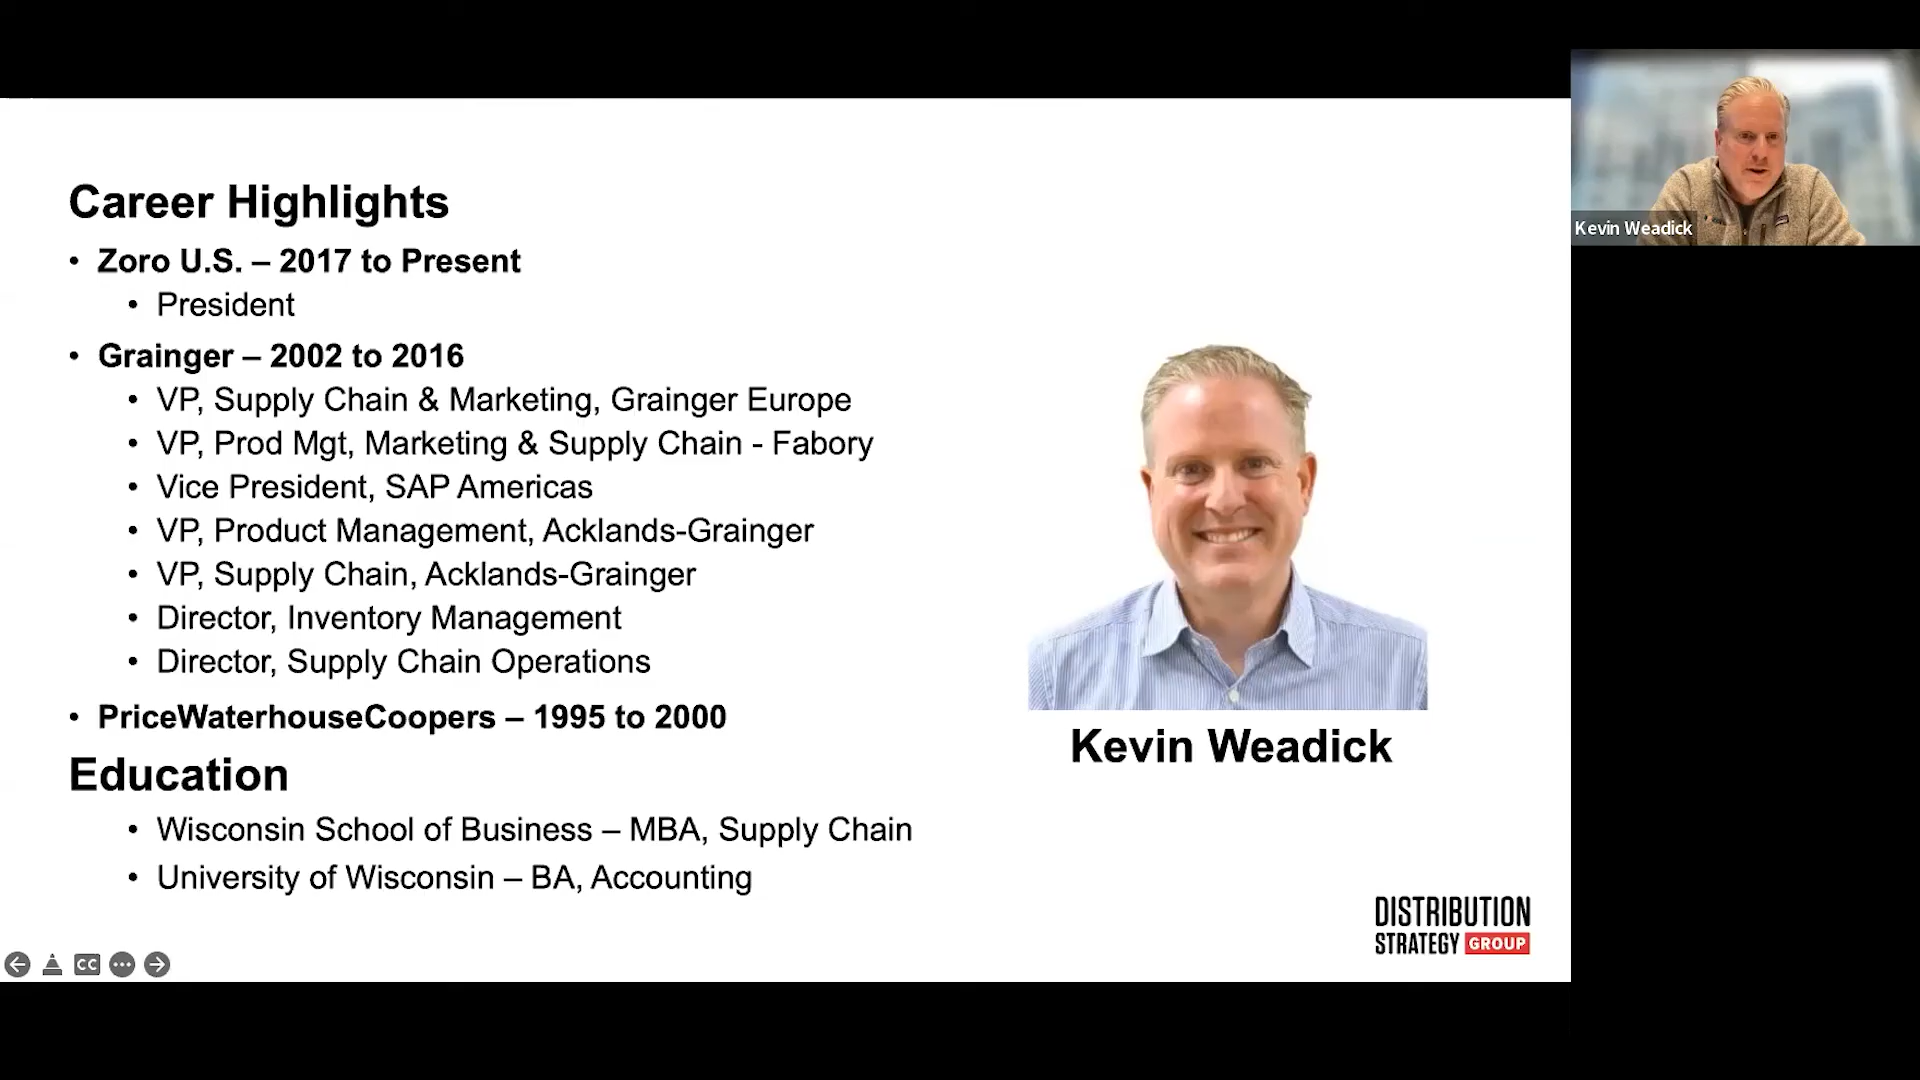 Career Highlights
• Zoro U.S. – 2017 to Present
• President
• Grainger – 2002 to 2016
• VP, Supply Chain & Marketing, Grainger Europe
• VP, Prod Mgt, Marketing & Supply Chain - Fabory
• Vice President, SAP Americas
• VP, Product Management, Acklands-Grainger
• VP, Supply Chain, Acklands-Grainger
• Director, Inventory Management
• Director, Supply Chain Operations
• PriceWaterhouseCoopers – 1995 to 2000
Education
• Wisconsin School of Business – MBA, Supply Chain
• University of Wisconsin – BA, Accounting
Kevin Weadick
DISTRIBUTION
STRATEGY GROUP
CC
Kevin Weadick